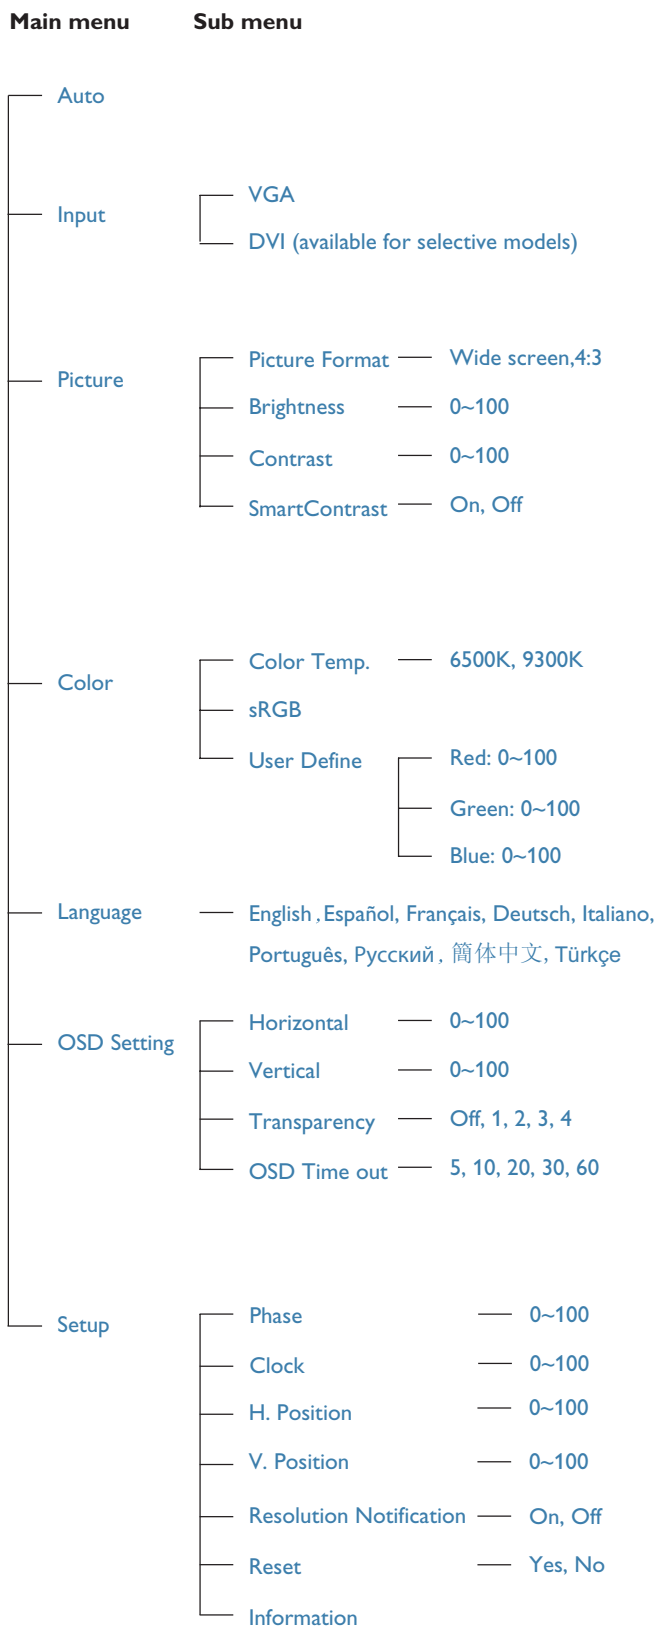 Main menu Sub menu
Auto
Input
VGA
DVI (available for selective models)
Picture
Picture Format Wide screen,4:3
Brightness 0~100
Contrast 0~100
SmartContrast On, Off
Color
Color Temp. 6500K, 9300K
sRGB
User Define Red: 0~100
Green: 0~100
Blue: 0~100
Language English, Español, Français, Deutsch, Italiano,
Português, Русский, 簡体中文, Türkçe
OSD Setting
Horizontal 0~100
Vertical 0~100
Transparency Off, 1, 2, 3, 4
OSD Time out 5, 10, 20, 30, 60
Setup
Phase 0~100
Clock 0~100
H. Position 0~100
V. Position 0~100
Resolution Notification On, Off
Reset Yes, No
Information